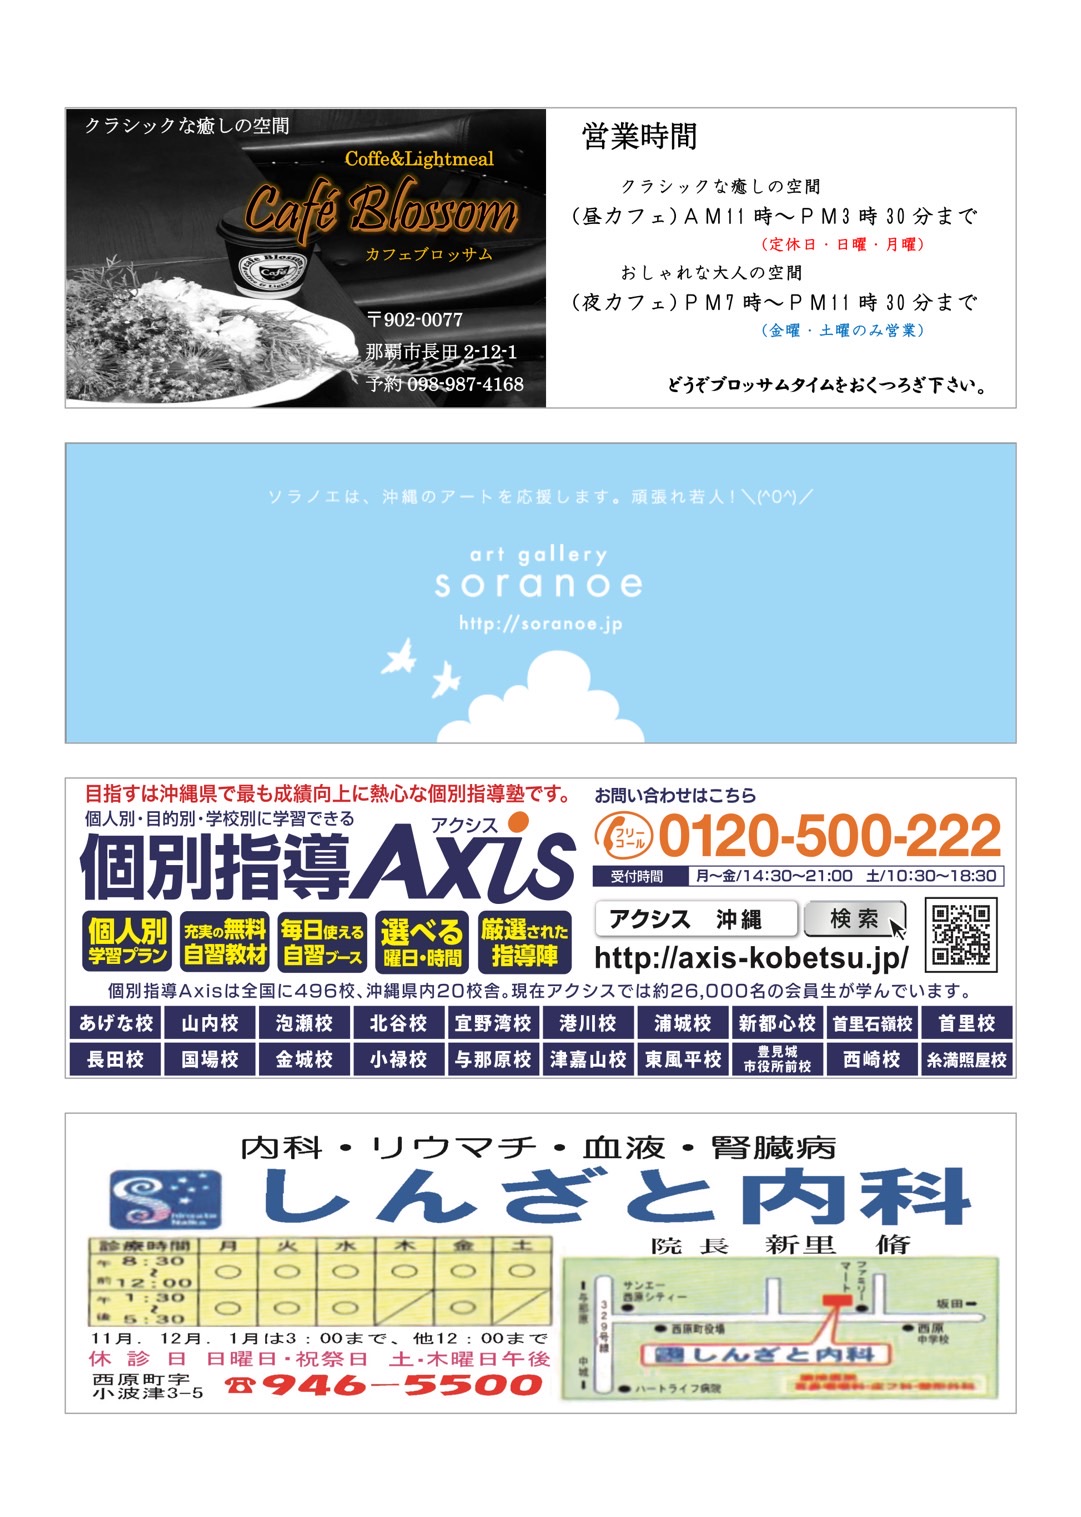 クラシックな癒しの空間
Coffe&Lightmeal
Café Blossom
カフェブロッサム
〒902-0077
那覇市長田 2-12-1
予約 098-987-4168
営業時間
クラシックな癒しの空間
(昼カフェ)AM11時～PM3時30分まで
(定休日・日曜・月曜)
おしゃれな大人の空間
(夜カフェ)PM7時～PM11時30分まで
(金曜・土曜のみ営業)
どうぞブロッサムタイムをおくつろぎ下さい。
ソラノエは、沖縄のアートを応援します。頑張れ若人!＼(^0^)／
art gallery
soranoe
http://soranoe.jp
目指すは沖縄県で最も成績向上に熱心な個別指導塾です。
個人別・目的別・学校別に学習できる
アクシス
個別指導Axis
個人別 学習プラン
充実の無料 自習教材
毎日使える 自習ブース
選べる 曜日・時間
厳選された 指導陣
お問い合わせはこちら
フリーコール 0120-500-222
受付時間 月～金/14:30～21:00 土/10:30～18:30
アクシス 沖縄 検索
http://axis-kobetsu.jp/
個別指導Axisは全国に496校、沖縄県内20校舎。現在アクシスでは約26,000名の会員生が学んでいます。
あげな校 山内校 泡瀬校 北谷校 宜野湾校 港川校 浦城校 新都心校 首里石嶺校 首里校
長田校 国場校 金城校 小禄校 与那原校 津嘉山校 東風平校 豊見城市役所前校 西崎校 糸満照屋校
内科・リウマチ・血液・腎臓病
しんざと内科
Shinzato Naika
院長 新里 脩
診療時間 月 火 水 木 金 土
午前 8:30～12:00 ○ ○ ○ ○ ○ ○
午後 1:30～5:30 ○ ○ ○ ／ ○ ／
11月．12月．1月は3：00まで、他12：00まで
休診日 日曜日・祝祭日 土・木曜日午後
西原町字
小波津3-5
☎946-5500
与那原
中城
329号線
サンエー
西原シティー
西原町役場
ハートライフ病院
ファミリーマート
坂田
西原
中学校
しんざと内科